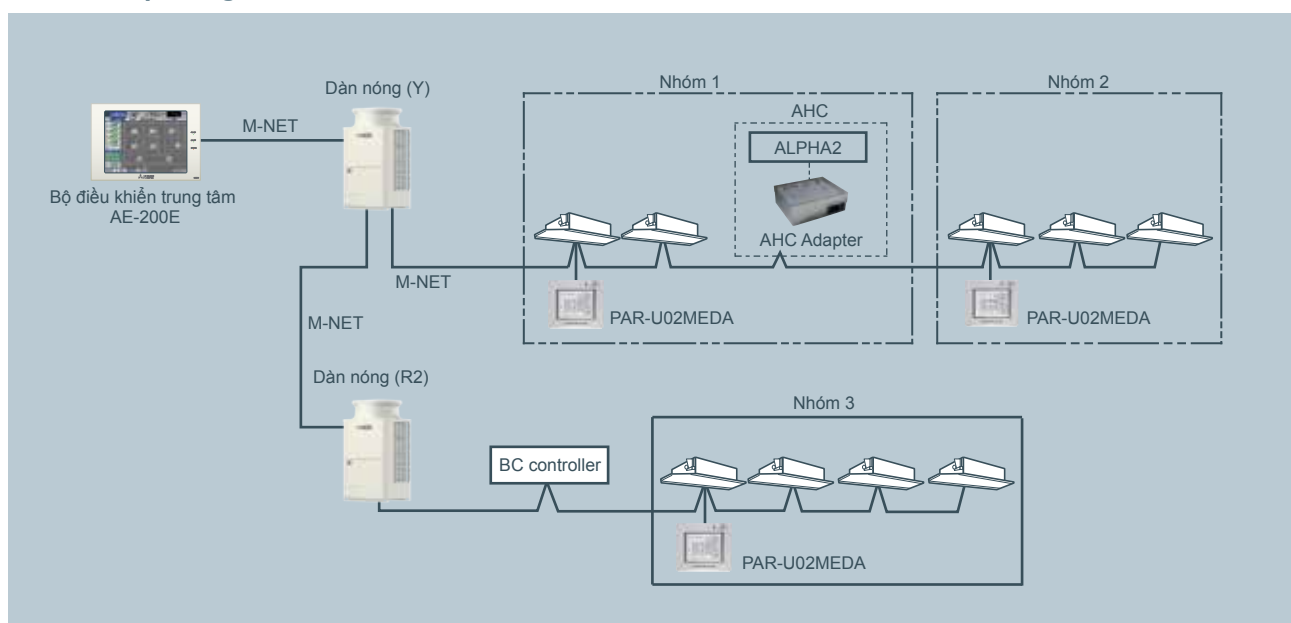 Dàn nóng (Y)
Nhóm 1
Nhóm 2
AHC
M-NET
ALPHA2
Bộ điều khiển trung tâm
AE-200E
AHC Adapter
M-NET
PAR-U02MEDA
PAR-U02MEDA
M-NET
Dàn nóng (R2)
Nhóm 3
BC controller
PAR-U02MEDA